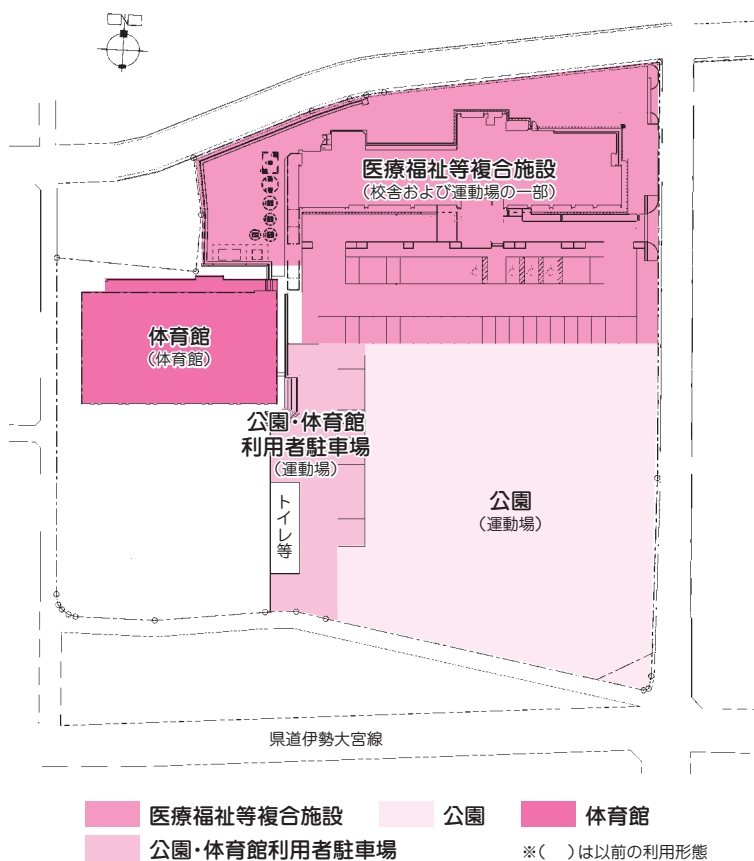 医療福祉等複合施設
(校舎および運動場の一部)
体育館
(体育館)
公園・体育館
利用者駐車場
(運動場)
トイレ等
公園
(運動場)
県道伊勢大宮線
医療福祉等複合施設
公園
体育館
公園・体育館利用者駐車場
※(　)は以前の利用形態